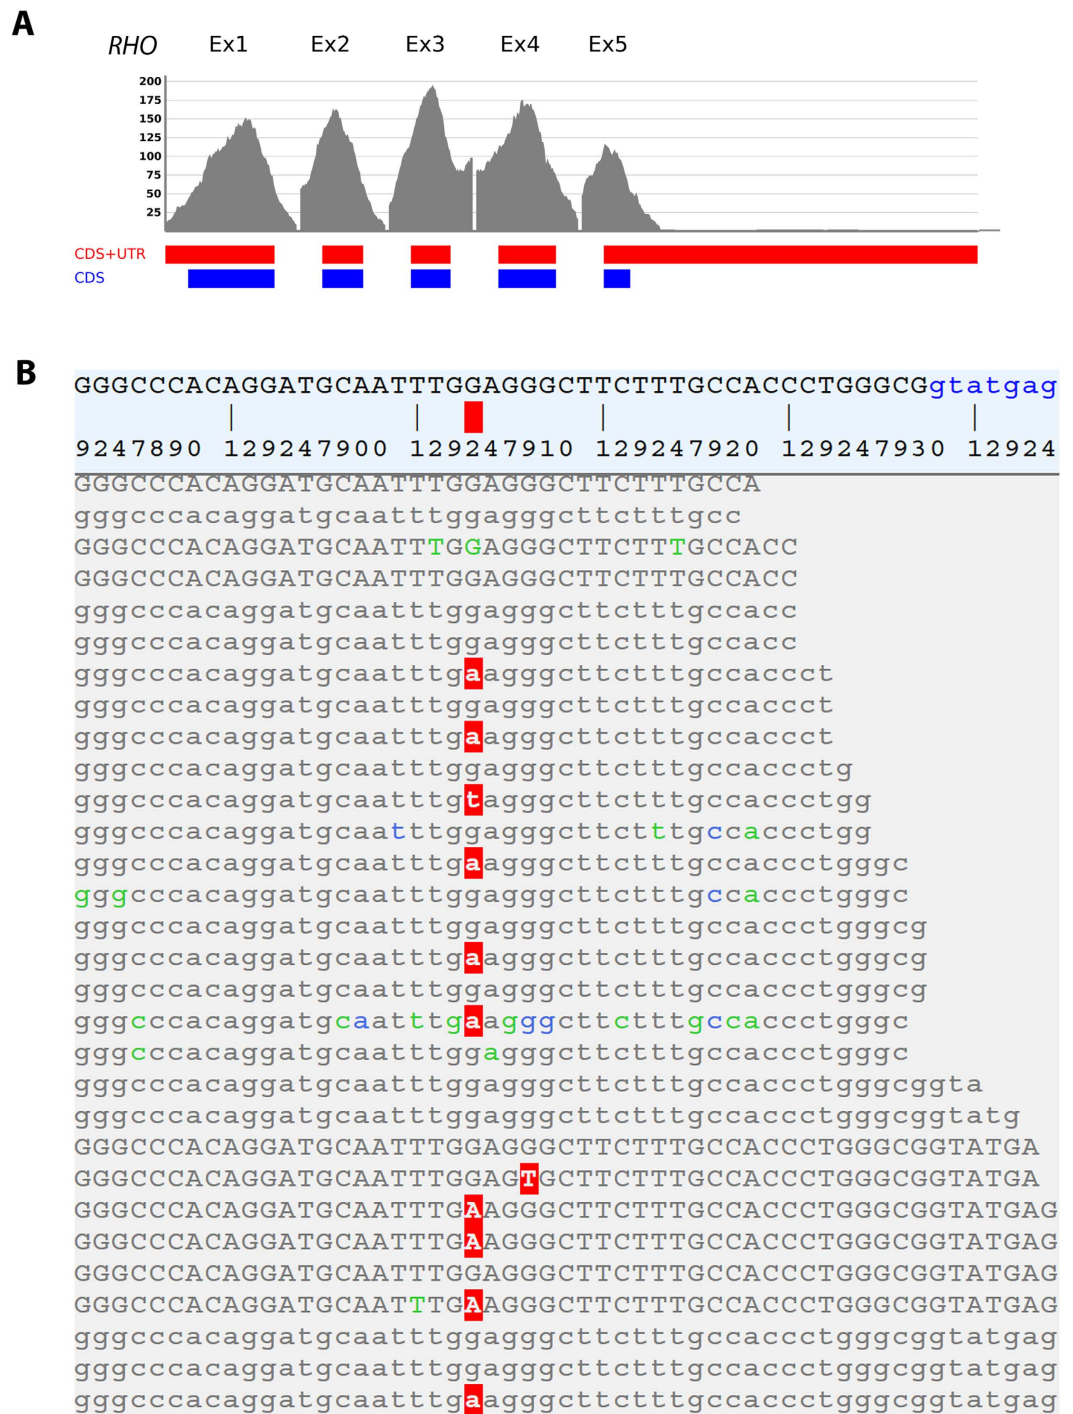 A
RHO Ex1 Ex2 Ex3 Ex4 Ex5
200
175
150
125
100
75
50
25
CDS+UTR
CDS
B
GGGCCCACAGGATGCAATTTGGAGGGCTTCTTTGCCACCCTGGGCGgtatgag
| | | | |
9247890 129247900 129247910 129247920 129247930 12924
GGGCCCACAGGATGCAATTTGGAGGGCTTCTTTGCCA
gggcccacaggatgcaatttggagggcttctttgcc
GGGCCCACAGGATGCAATTTGGAGGGCTTCTTTGCCACC
GGGCCCACAGGATGCAATTTGGAGGGCTTCTTTGCCACC
gggcccacaggatgcaatttggagggcttctttgccacc
gggcccacaggatgcaatttggagggcttctttgccacc
gggcccacaggatgcaatttgaagggcttctttgccaccct
gggcccacaggatgcaatttggagggcttctttgccaccct
gggcccacaggatgcaatttgaagggcttctttgccaccct
gggcccacaggatgcaatttggagggcttctttgccaccctg
gggcccacaggatgcaatttgtagggcttctttgccaccctgg
gggcccacaggatgcaatttggagggcttctttgccaccctgg
gggcccacaggatgcaatttgaagggcttctttgccaccctgggc
gggcccacaggatgcaatttggagggcttctttgccaccctgggc
gggcccacaggatgcaatttggagggcttctttgccaccctgggcg
gggcccacaggatgcaatttgaagggcttctttgccaccctgggcg
gggcccacaggatgcaatttggagggcttctttgccaccctgggcg
gggcccacaggatgcaatttgaagggcttctttgccaccctgggc
gggcccacaggatgcaatttggagggcttctttgccaccctgggc
gggcccacaggatgcaatttggagggcttctttgccaccctgggcggta
gggcccacaggatgcaatttggagggcttctttgccaccctgggcggtatg
GGGCCCACAGGATGCAATTTGGAGGGCTTCTTTGCCACCCTGGGCGGTATGA
GGGCCCACAGGATGCAATTTGGAGTGCTTCTTTGCCACCCTGGGCGGTATGA
GGGCCCACAGGATGCAATTTGAAGGGCTTCTTTGCCACCCTGGGCGGTATGAG
GGGCCCACAGGATGCAATTTGAAGGGCTTCTTTGCCACCCTGGGCGGTATGAG
GGGCCCACAGGATGCAATTTGGAGGGCTTCTTTGCCACCCTGGGCGGTATGAG
GGGCCCACAGGATGCAATTTGAAGGGCTTCTTTGCCACCCTGGGCGGTATGAG
gggcccacaggatgcaatttggagggcttctttgccaccctgggcggtatgag
gggcccacaggatgcaatttggagggcttctttgccaccctgggcggtatgag
gggcccacaggatgcaatttgaagggcttctttgccaccctgggcggtatgag